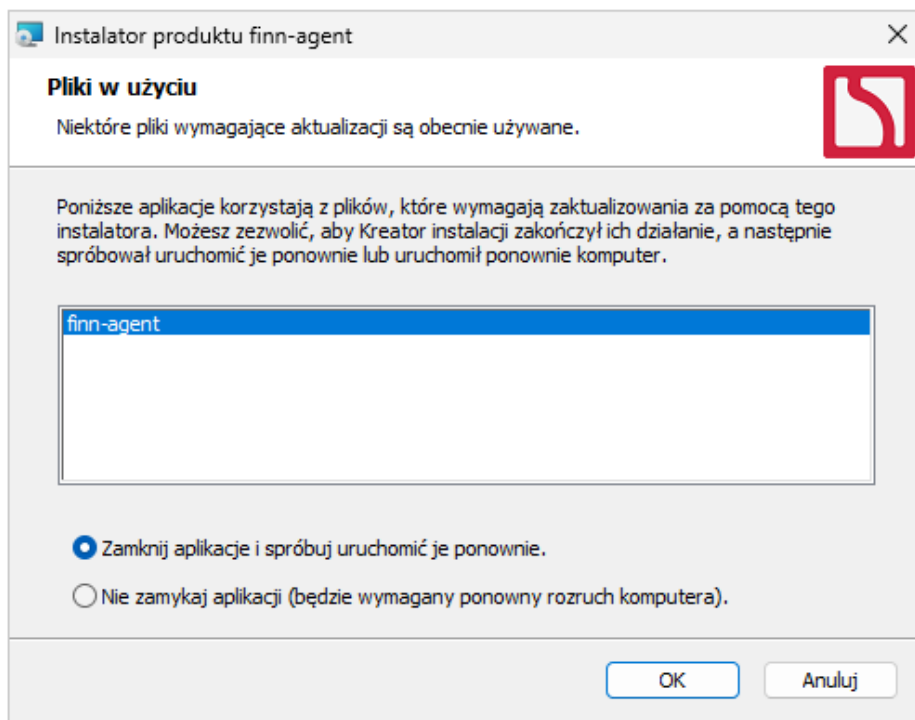 Instalator produktu finn-agent
Pliki w użyciu
Niektóre pliki wymagające aktualizacji są obecnie używane.
Poniższe aplikacje korzystają z plików, które wymagają zaktualizowania za pomocą tego
instalatora. Możesz zezwolić, aby Kreator instalacji zakończył ich działanie, a następnie
spróbował uruchomić je ponownie lub uruchomił ponownie komputer.
finn-agent
Zamknij aplikacje i spróbuj uruchomić je ponownie.
Nie zamykaj aplikacji (będzie wymagany ponowny rozruch komputera).
OK
Anuluj